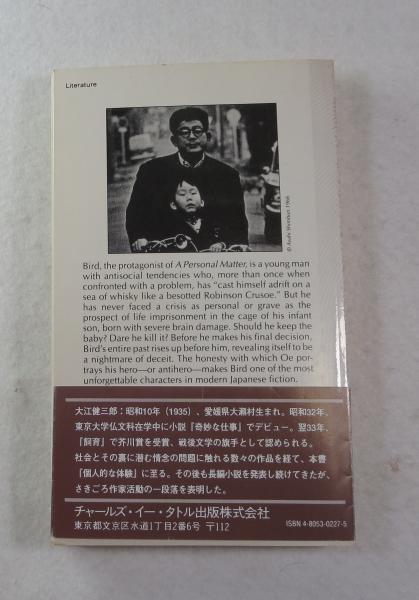 Literature
© Asahi Shimbun 1966
Bird, the protagonist of A Personal Matter, is a young man
with antisocial tendencies who, more than once when
confronted with a problem, has "cast himself adrift on a
sea of whisky like a besotted Robinson Crusoe." But he
has never faced a crisis as personal or grave as the
prospect of life imprisonment in the cage of his infant
son, born with severe brain damage. Should he keep the
baby? Dare he kill it? Before he makes his final decision,
Bird's entire past rises up before him, revealing itself to be
a nightmare of deceit. The honesty with which Oe por-
trays his hero—or antihero—makes Bird one of the most
unforgettable characters in modern Japanese fiction.
大江健三郎：昭和10年（1935）、愛媛県大瀬村生まれ。昭和32年、
東京大学仏文科在学中に小説『奇妙な仕事』でデビュー。翌33年、
『飼育』で芥川賞を受賞、戦後文学の旗手として認められる。
社会とその裏に潜む情念の問題に触れる数々の作品を経て、本書
『個人的な体験』に至る。その後も長編小説を発表し続けてきたが、
さきごろ作家活動の一段落を表明した。
チャールズ・イー・タトル出版株式会社
東京都文京区水道1丁目2番6号 〒112
ISBN 4-8053-0227-5